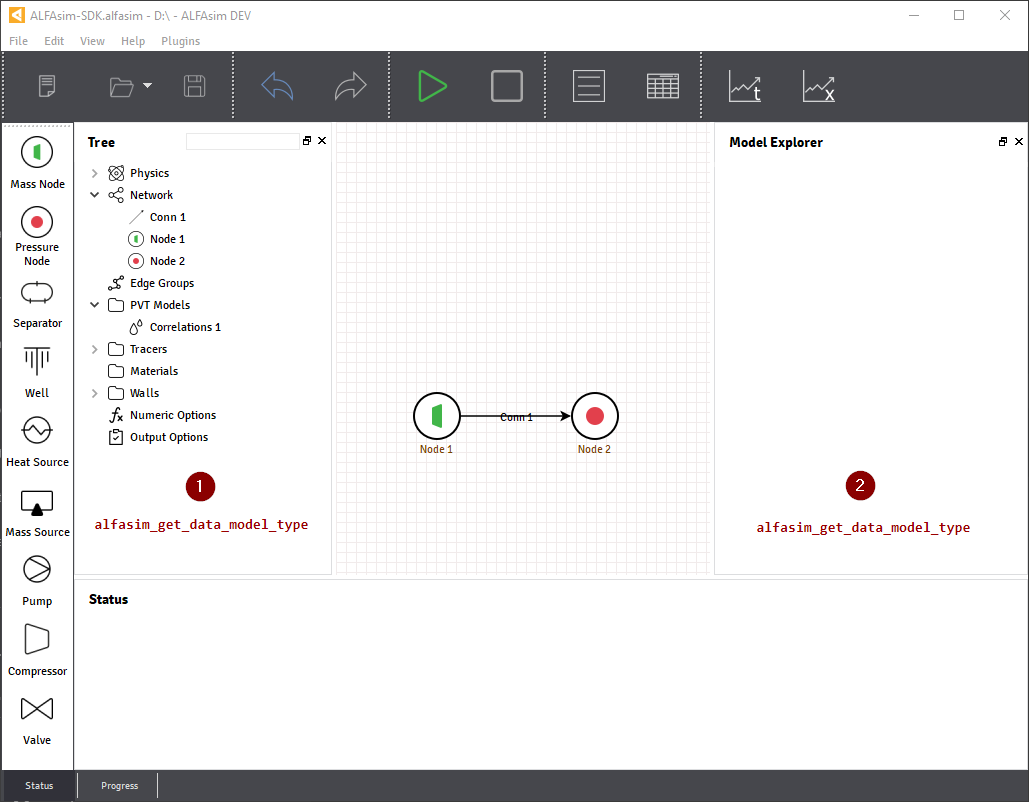 ALFAsim-SDK.alfasim - D:\ - ALFAsim DEV
File Edit View Help Plugins
t
x
Mass Node
Pressure
Node
Separator
Well
Heat Source
Mass Source
Pump
Compressor
Valve
Tree
Physics
Network
Conn 1
Node 1
Node 2
Edge Groups
PVT Models
Correlations 1
Tracers
Materials
Walls
fx Numeric Options
Output Options
1
alfasim_get_data_model_type
Conn 1
Node 1
Node 2
Model Explorer
2
alfasim_get_data_model_type
Status
Status
Progress